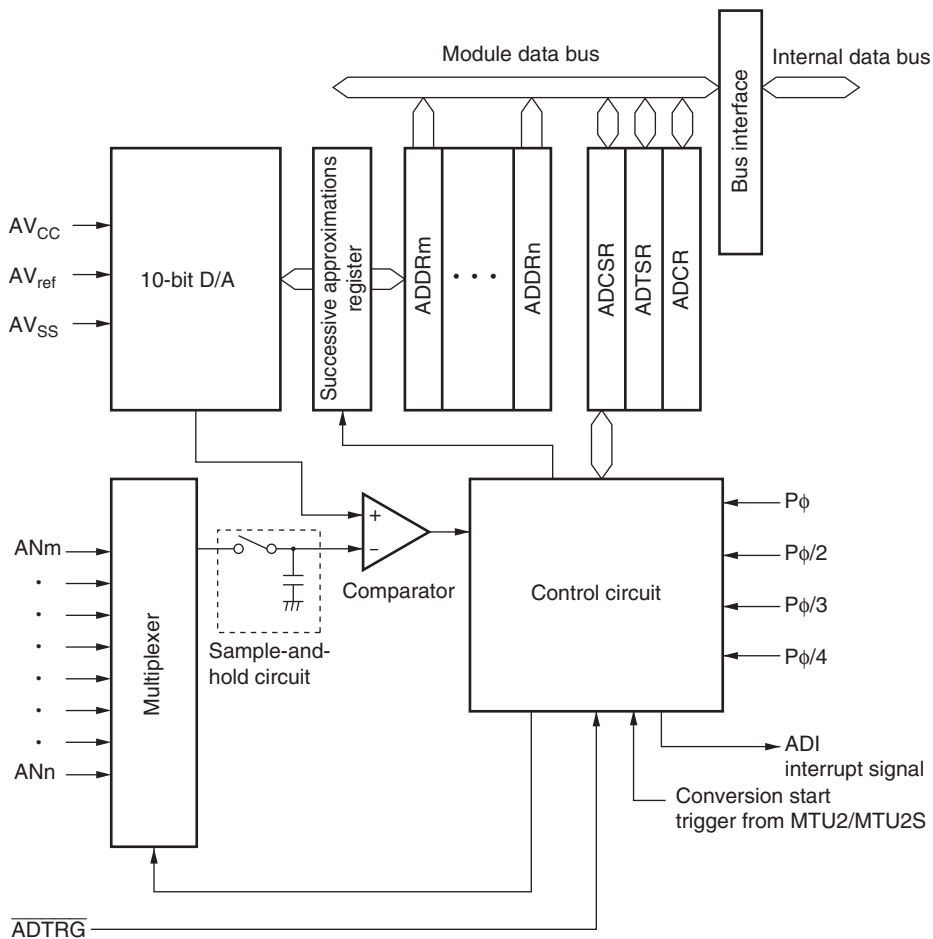 Module data bus
Internal data bus
Bus interface
AVCC
AVref
AVSS
10-bit D/A
Successive approximations
register
ADDRm
• • •
ADDRn
ADCSR
ADTSR
ADCR
ANm
•
•
•
•
•
•
ANn
Multiplexer
Sample-and-
hold circuit
+
−
Comparator
Control circuit
Pϕ
Pϕ/2
Pϕ/3
Pϕ/4
ADI
interrupt signal
Conversion start
trigger from MTU2/MTU2S
ADTRG